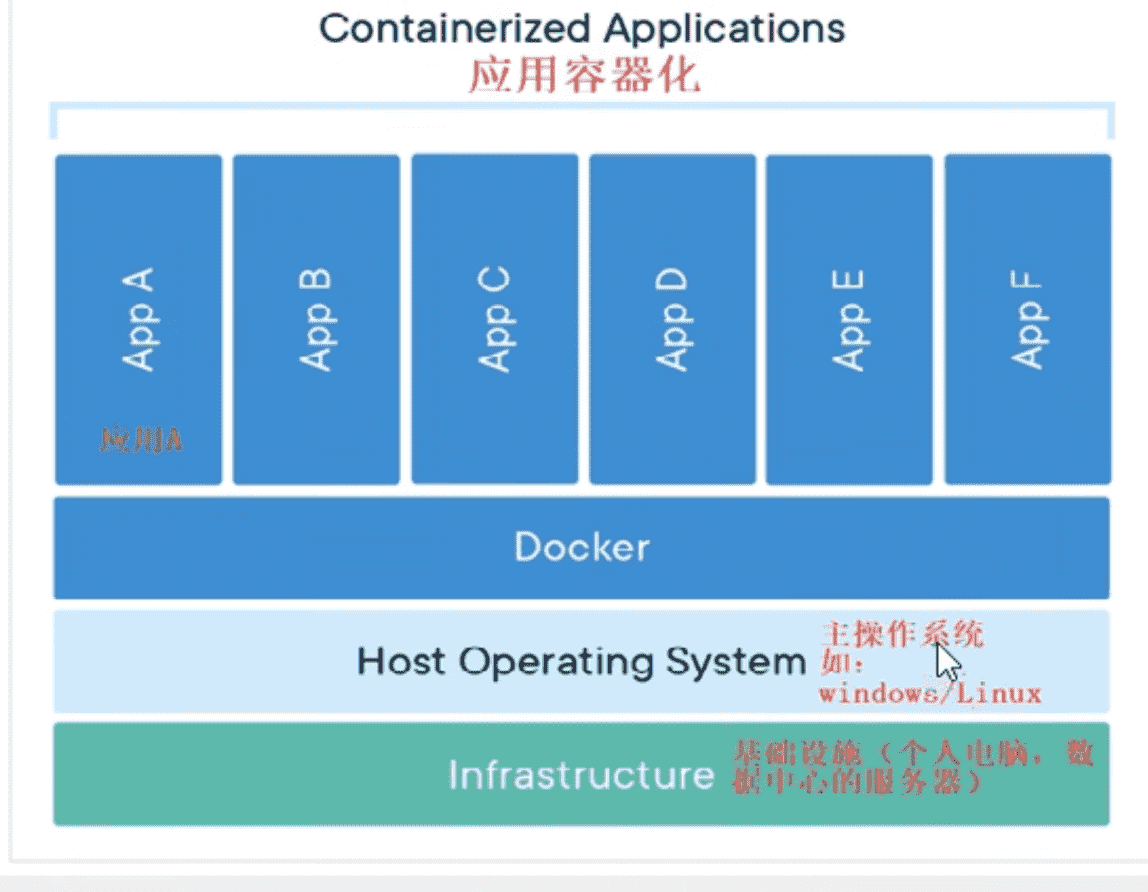 Containerized Applications
应用容器化
App A
App B
App C
App D
App E
App F
应用A
Docker
Host Operating System
主操作系统
如：
windows/Linux
Infrastructure
基础设施（个人电脑，数
据中心的服务器）